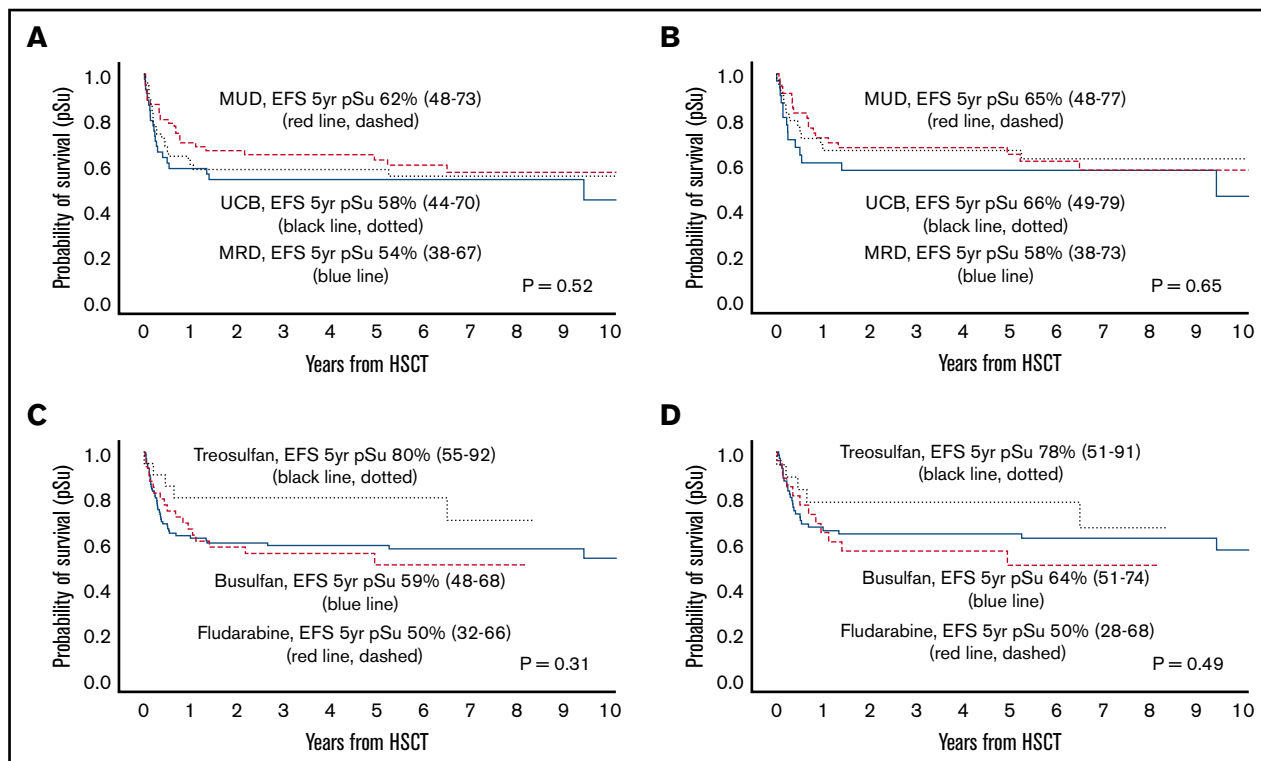 A
Probability of survival (pSu)
1.0
0.8
0.6
0.4
0.2
0.0
MUD, EFS 5yr pSu 62% (48-73)
(red line, dashed)
UCB, EFS 5yr pSu 58% (44-70)
(black line, dotted)
MRD, EFS 5yr pSu 54% (38-67)
(blue line)
P = 0.52
0 1 2 3 4 5 6 7 8 9 10
Years from HSCT
B
Probability of survival (pSu)
1.0
0.8
0.6
0.4
0.2
0.0
MUD, EFS 5yr pSu 65% (48-77)
(red line, dashed)
UCB, EFS 5yr pSu 66% (49-79)
(black line, dotted)
MRD, EFS 5yr pSu 58% (38-73)
(blue line)
P = 0.65
0 1 2 3 4 5 6 7 8 9 10
Years from HSCT
C
Probability of survival (pSu)
1.0
0.8
0.6
0.4
0.2
0.0
Treosulfan, EFS 5yr pSu 80% (55-92)
(black line, dotted)
Busulfan, EFS 5yr pSu 59% (48-68)
(blue line)
Fludarabine, EFS 5yr pSu 50% (32-66)
(red line, dashed)
P = 0.31
0 1 2 3 4 5 6 7 8 9 10
Years from HSCT
D
Probability of survival (pSu)
1.0
0.8
0.6
0.4
0.2
0.0
Treosulfan, EFS 5yr pSu 78% (51-91)
(black line, dotted)
Busulfan, EFS 5yr pSu 64% (51-74)
(blue line)
Fludarabine, EFS 5yr pSu 50% (28-68)
(red line, dashed)
P = 0.49
0 1 2 3 4 5 6 7 8 9 10
Years from HSCT